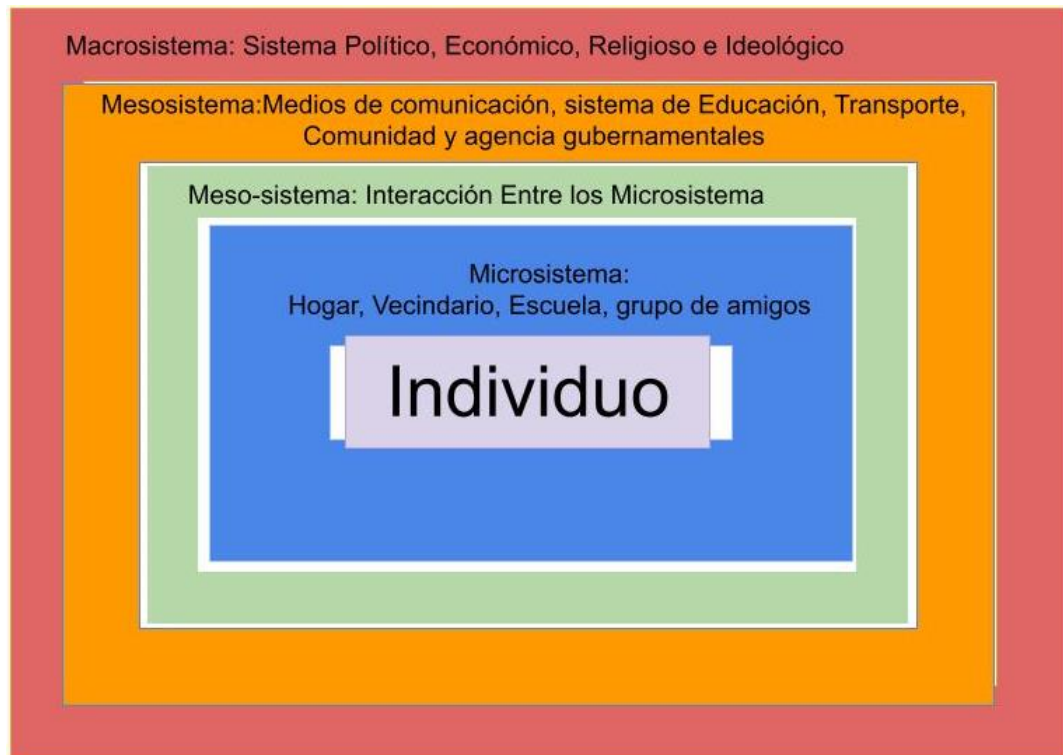 Macrosistema: Sistema Político, Económico, Religioso e Ideológico
Mesosistema:Medios de comunicación, sistema de Educación, Transporte,
Comunidad y agencia gubernamentales
Meso-sistema: Interacción Entre los Microsistema
Microsistema:
Hogar, Vecindario, Escuela, grupo de amigos
Individuo